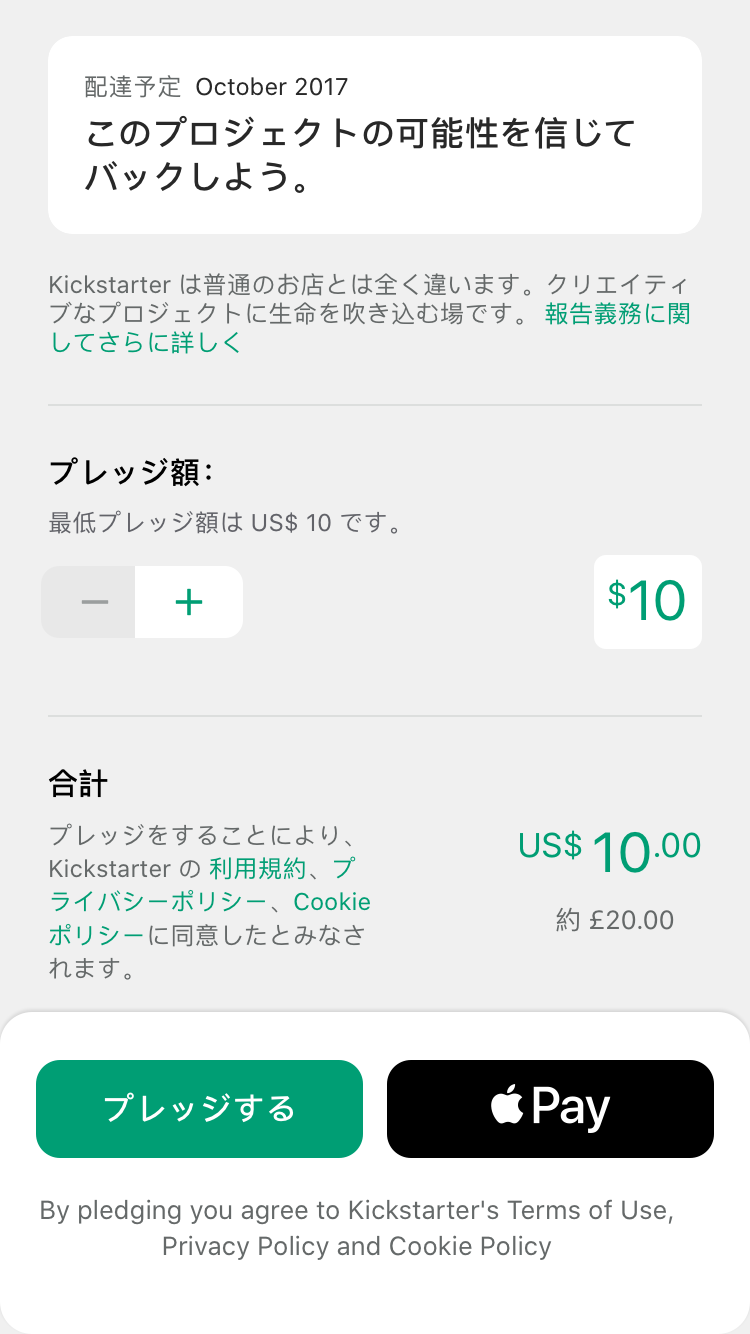 配達予定 October 2017
このプロジェクトの可能性を信じて
バックしよう。
Kickstarter は普通のお店とは全く違います。クリエイティ
ブなプロジェクトに生命を吹き込む場です。 報告義務に関
してさらに詳しく
プレッジ額:
最低プレッジ額は US$ 10 です。
− +
$10
合計
プレッジをすることにより、
Kickstarter の 利用規約、プ
ライバシーポリシー、Cookie
ポリシーに同意したとみなさ
れます。
US$ 10.00
約 £20.00
プレッジする
Pay
By pledging you agree to Kickstarter's Terms of Use,
Privacy Policy and Cookie Policy